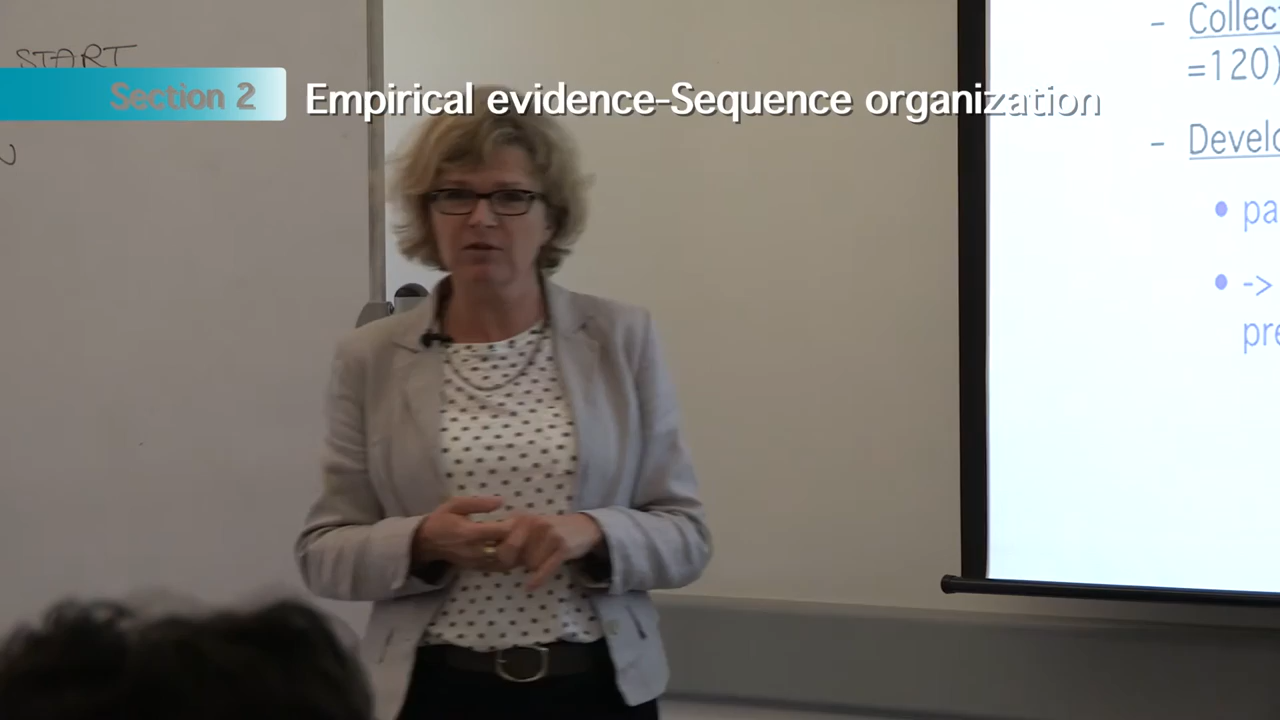 START
Section 2
Empirical evidence-Sequence organization
- Collec
=120)
- Develo
• pa
• ->
pre